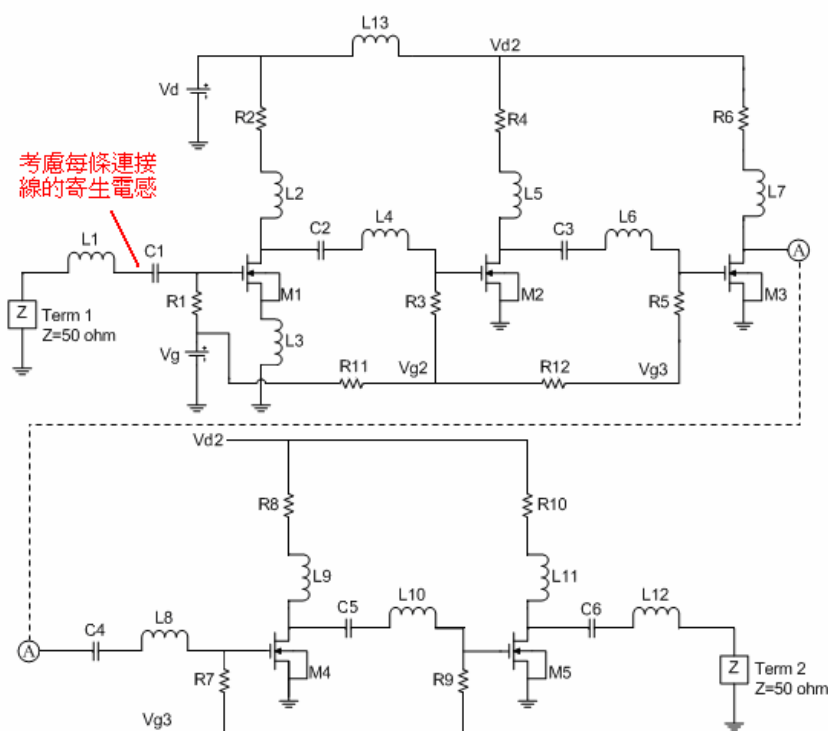 L13
Vd2
Vd
R2
R4
R6
考慮每條連接
線的寄生電感
L2
L5
L7
L1
C1
C2
L4
C3
L6
A
Z
Term 1
Z=50 ohm
R1
M1
R3
M2
R5
M3
L3
Vg
R11
Vg2
R12
Vg3
Vd2
R8
R10
L9
L11
A
C4
L8
C5
L10
C6
L12
R7
M4
R9
M5
Z
Term 2
Z=50 ohm
Vg3